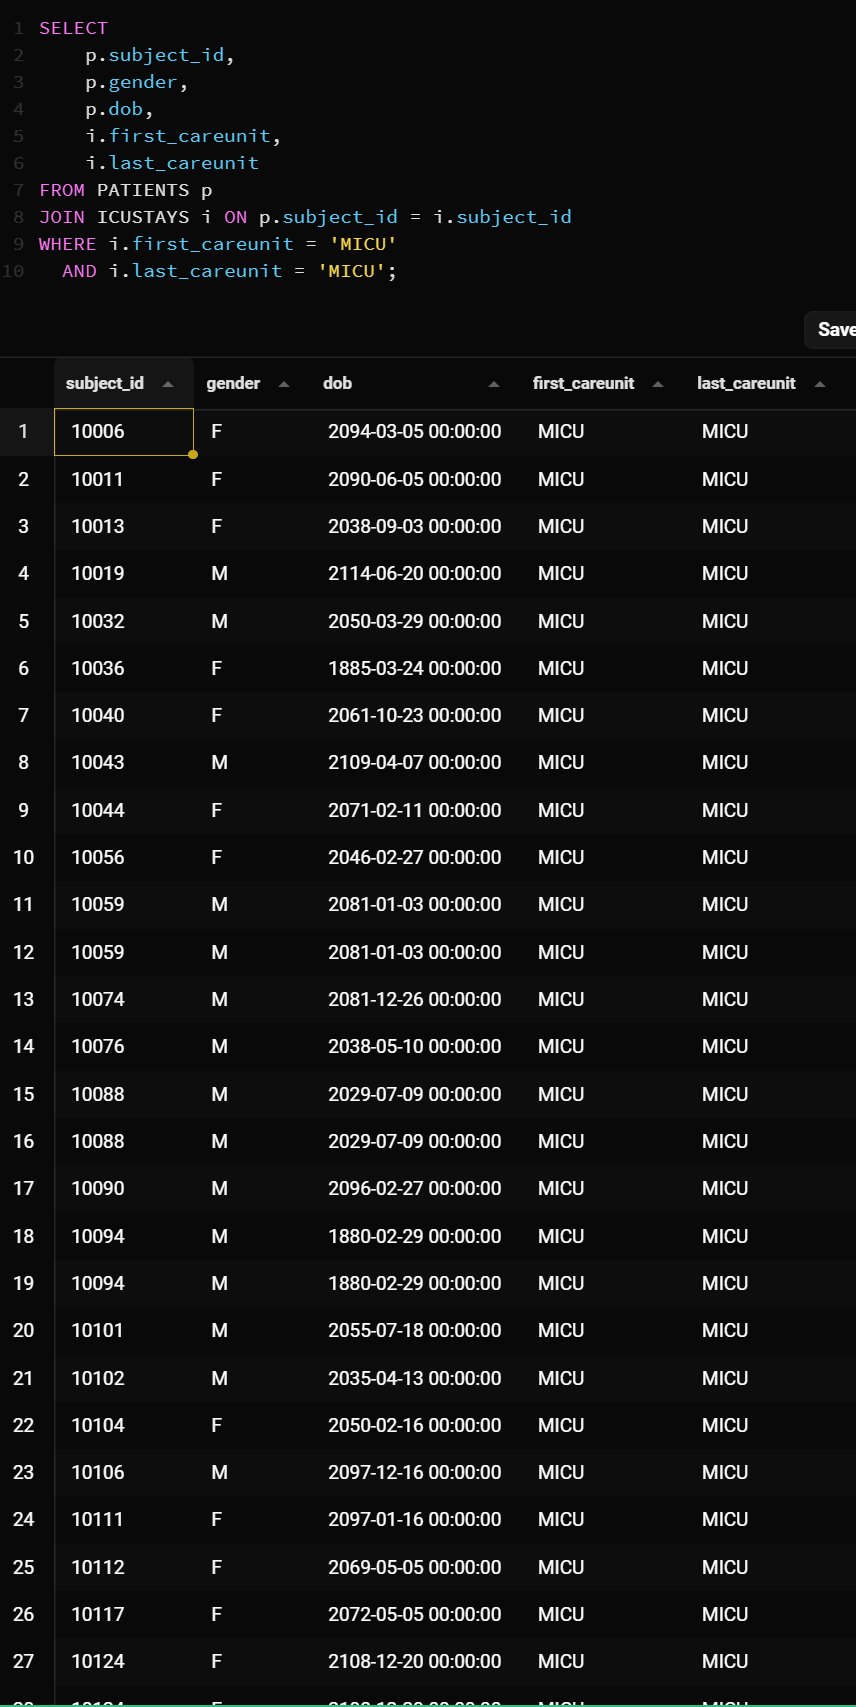 1 SELECT
2 p.subject_id,
3 p.gender,
4 p.dob,
5 i.first_careunit,
6 i.last_careunit
7 FROM PATIENTS p
8 JOIN ICUSTAYS i ON p.subject_id = i.subject_id
9 WHERE i.first_careunit = 'MICU'
10 AND i.last_careunit = 'MICU';
Save
subject_id gender dob first_careunit last_careunit
1 10006 F 2094-03-05 00:00:00 MICU MICU
2 10011 F 2090-06-05 00:00:00 MICU MICU
3 10013 F 2038-09-03 00:00:00 MICU MICU
4 10019 M 2114-06-20 00:00:00 MICU MICU
5 10032 M 2050-03-29 00:00:00 MICU MICU
6 10036 F 1885-03-24 00:00:00 MICU MICU
7 10040 F 2061-10-23 00:00:00 MICU MICU
8 10043 M 2109-04-07 00:00:00 MICU MICU
9 10044 F 2071-02-11 00:00:00 MICU MICU
10 10056 F 2046-02-27 00:00:00 MICU MICU
11 10059 M 2081-01-03 00:00:00 MICU MICU
12 10059 M 2081-01-03 00:00:00 MICU MICU
13 10074 M 2081-12-26 00:00:00 MICU MICU
14 10076 M 2038-05-10 00:00:00 MICU MICU
15 10088 M 2029-07-09 00:00:00 MICU MICU
16 10088 M 2029-07-09 00:00:00 MICU MICU
17 10090 M 2096-02-27 00:00:00 MICU MICU
18 10094 M 1880-02-29 00:00:00 MICU MICU
19 10094 M 1880-02-29 00:00:00 MICU MICU
20 10101 M 2055-07-18 00:00:00 MICU MICU
21 10102 M 2035-04-13 00:00:00 MICU MICU
22 10104 F 2050-02-16 00:00:00 MICU MICU
23 10106 M 2097-12-16 00:00:00 MICU MICU
24 10111 F 2097-01-16 00:00:00 MICU MICU
25 10112 F 2069-05-05 00:00:00 MICU MICU
26 10117 F 2072-05-05 00:00:00 MICU MICU
27 10124 F 2108-12-20 00:00:00 MICU MICU